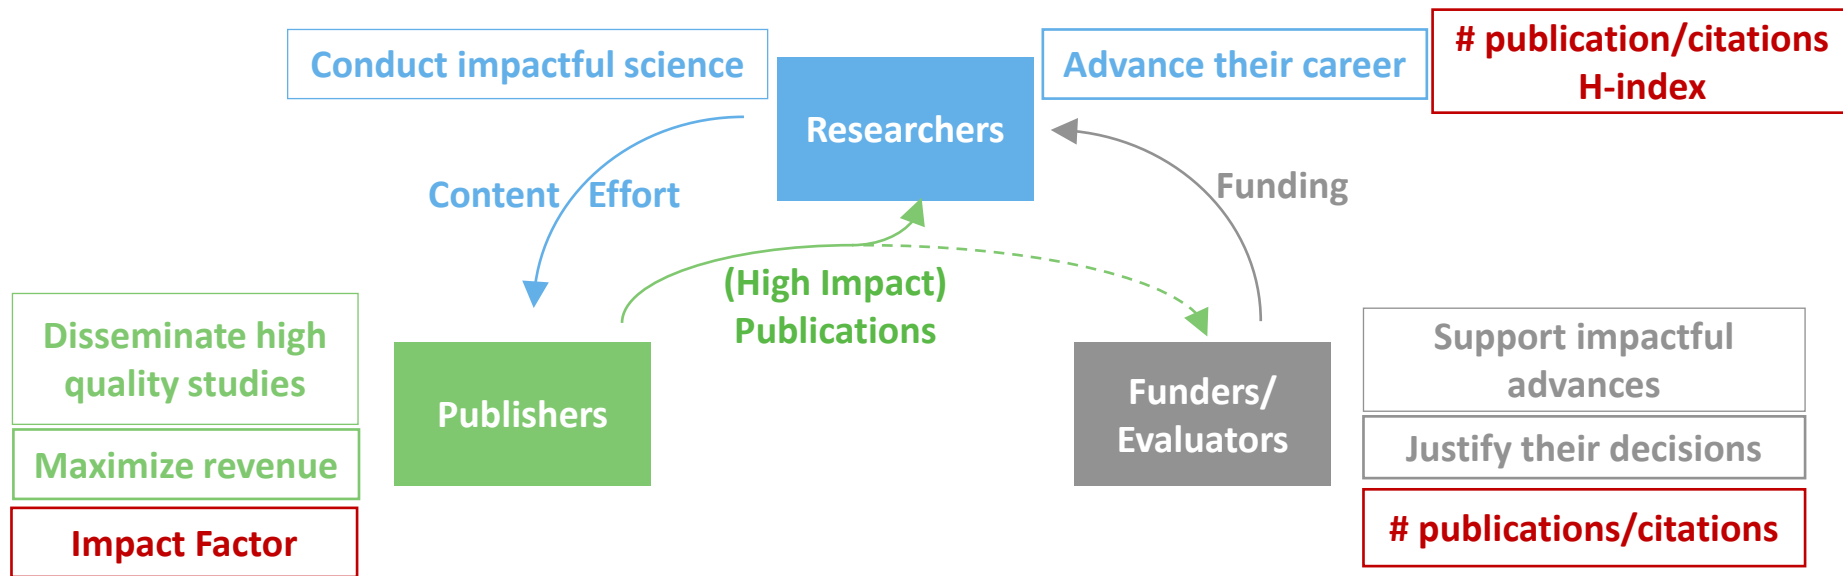 Conduct impactful science
Researchers
Advance their career
# publication/citations
H-index
Content Effort
Funding
(High Impact)
Publications
Disseminate high
quality studies
Maximize revenue
Impact Factor
Publishers
Funders/
Evaluators
Support impactful
advances
Justify their decisions
# publications/citations